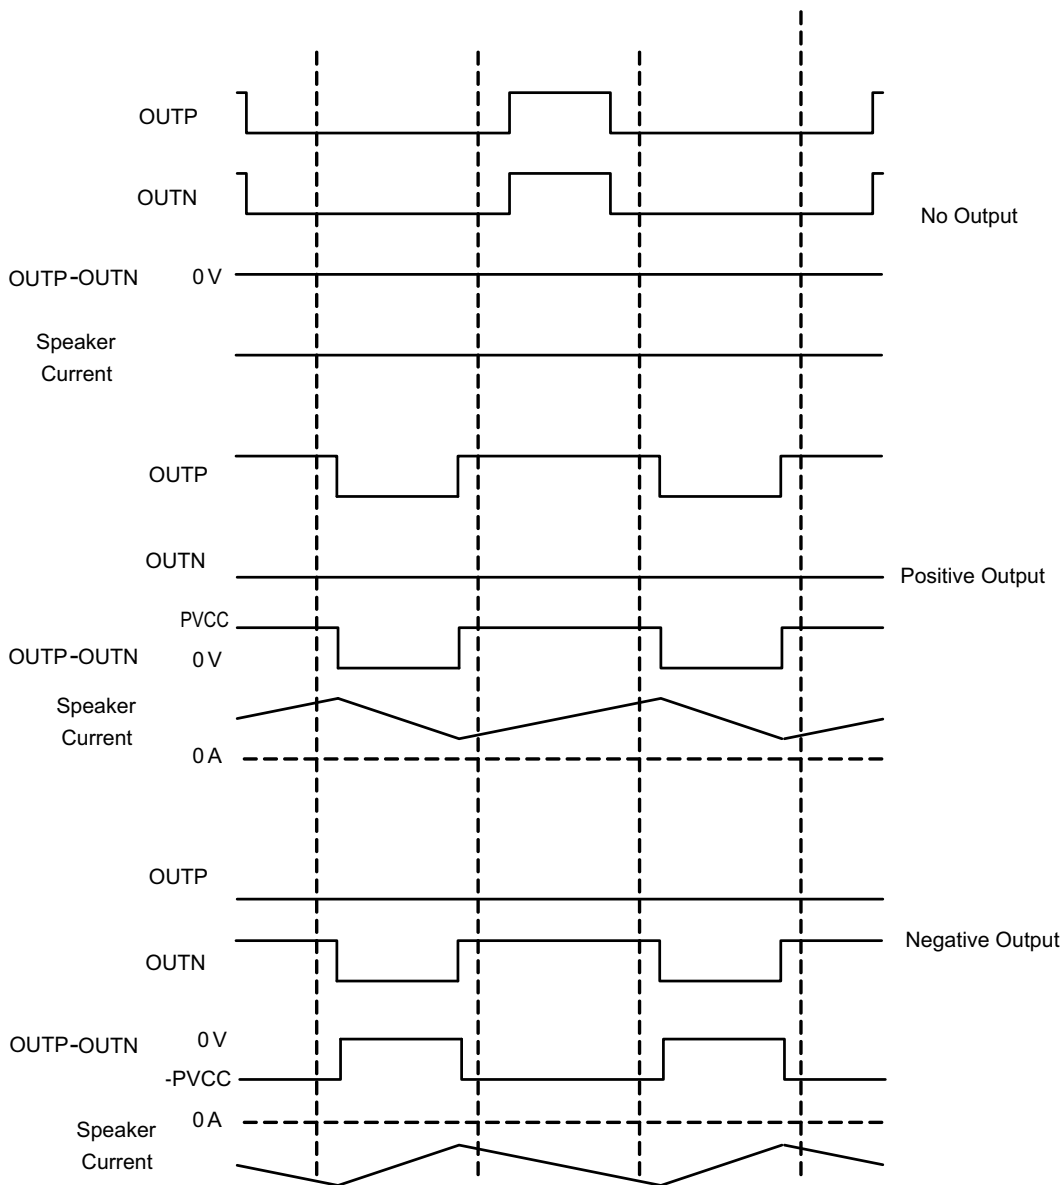 OUTP
OUTN
No Output
OUTP-OUTN 0 V
Speaker
Current
OUTP
OUTN
Positive Output
PVCC
OUTP-OUTN 0 V
Speaker
Current
0 A
OUTP
Negative Output
OUTN
0 V
OUTP-OUTN
-PVCC
0 A
Speaker
Current